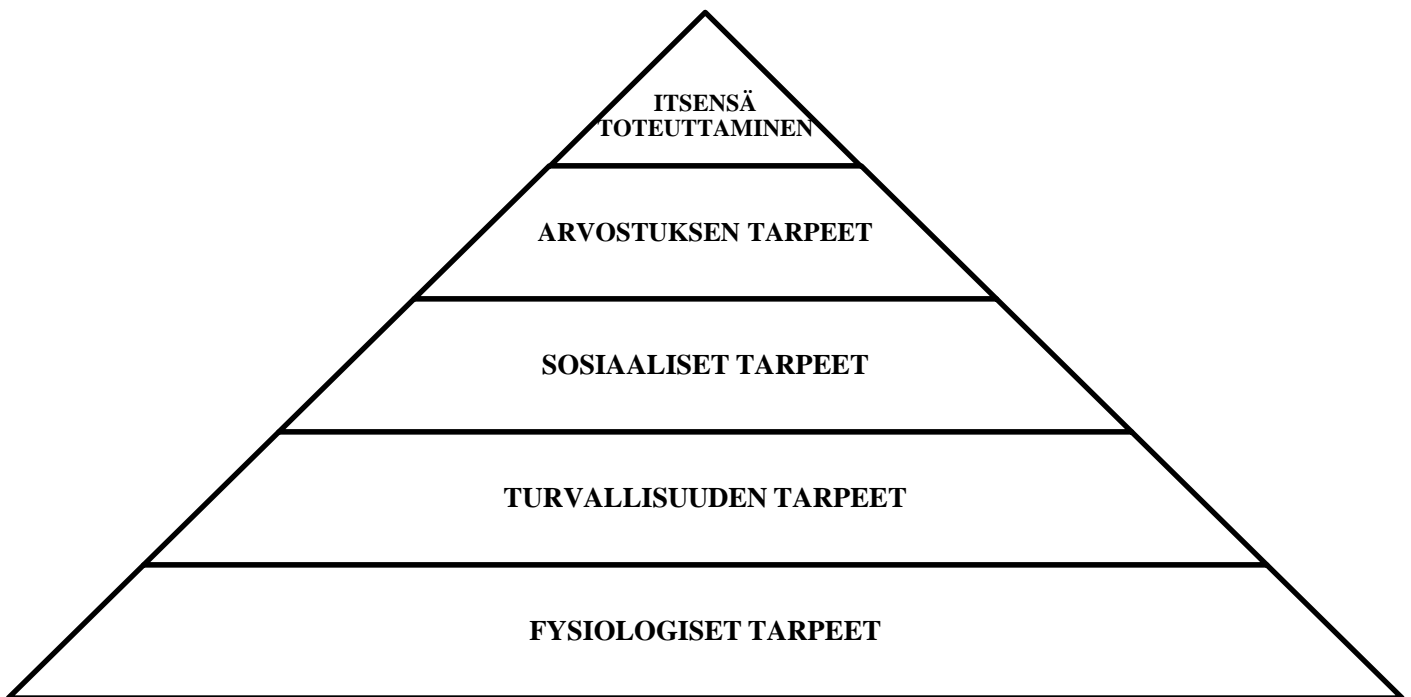 ITSENSÄ
TOTEUTTAMINEN
ARVOSTUKSEN TARPEET
SOSIAALISET TARPEET
TURVALLISUUDEN TARPEET
FYSIOLOGISET TARPEET